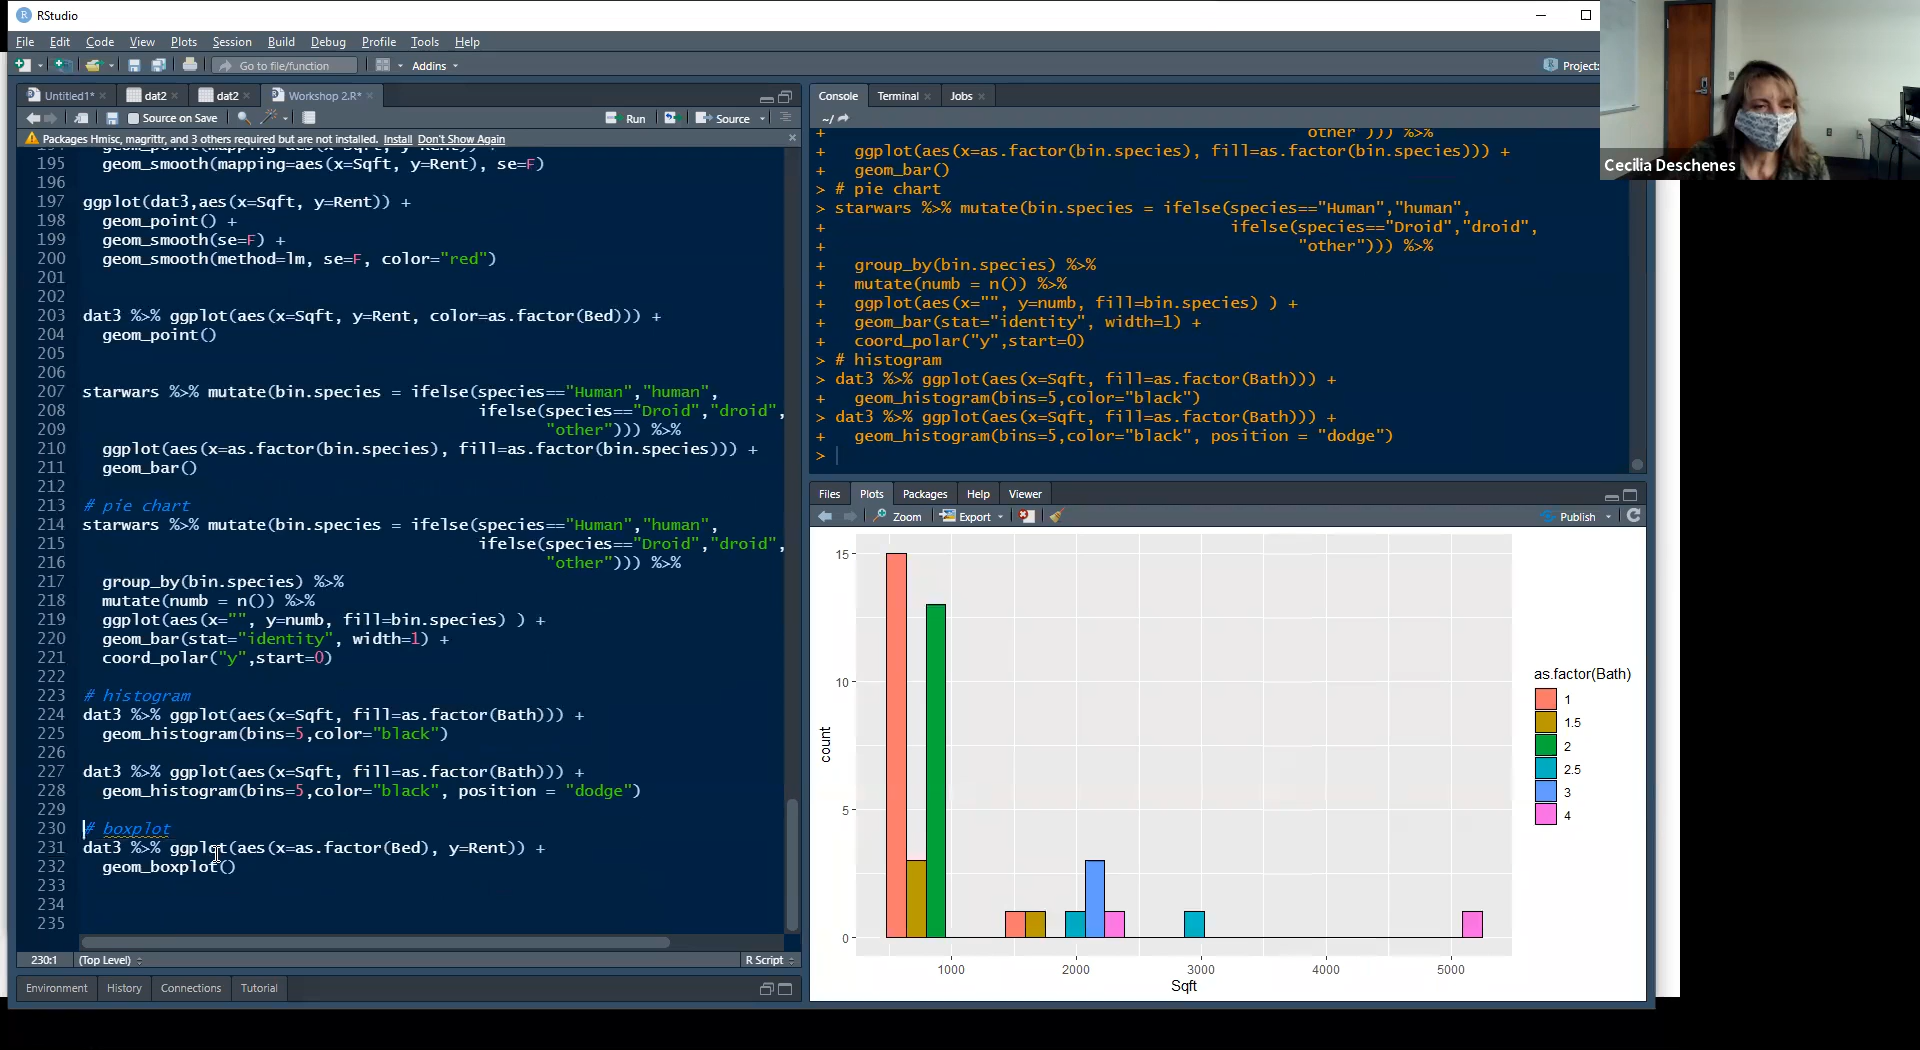 RStudio
File Edit Code View Plots Session Build Debug Profile Tools Help
Go to file/function Addins Project:
Untitled1* dat2 dat2 Workshop 2.R*
Source on Save Run Source
Packages Hmisc, magrittr, and 3 others required but are not installed. Install Don't Show Again
195 geom_smooth(mapping=aes(x=Sqft, y=Rent), se=F)
196
197 ggplot(dat3,aes(x=Sqft, y=Rent)) +
198 geom_point() +
199 geom_smooth(se=F) +
200 geom_smooth(method=lm, se=F, color="red")
201
202
203 dat3 %>% ggplot(aes(x=Sqft, y=Rent, color=as.factor(Bed))) +
204 geom_point()
205
206
207 starwars %>% mutate(bin.species = ifelse(species=="Human","human",
208 ifelse(species=="Droid","droid",
209 "other"))) %>%
210 ggplot(aes(x=as.factor(bin.species), fill=as.factor(bin.species))) +
211 geom_bar()
212
213 # pie chart
214 starwars %>% mutate(bin.species = ifelse(species=="Human","human",
215 ifelse(species=="Droid","droid",
216 "other"))) %>%
217 group_by(bin.species) %>%
218 mutate(numb = n()) %>%
219 ggplot(aes(x="", y=numb, fill=bin.species) ) +
220 geom_bar(stat="identity", width=1) +
221 coord_polar("y",start=0)
222
223 # histogram
224 dat3 %>% ggplot(aes(x=Sqft, fill=as.factor(Bath))) +
225 geom_histogram(bins=5,color="black")
226
227 dat3 %>% ggplot(aes(x=Sqft, fill=as.factor(Bath))) +
228 geom_histogram(bins=5,color="black", position = "dodge")
229
230 # boxplot
231 dat3 %>% ggplot(aes(x=as.factor(Bed), y=Rent)) +
232 geom_boxplot()
233
234
235
230:1 (Top Level) R Script
Environment History Connections Tutorial
Console Terminal Jobs
~/
+ other"))) %>%
+ ggplot(aes(x=as.factor(bin.species), fill=as.factor(bin.species))) +
+ geom_bar()
> # pie chart
> starwars %>% mutate(bin.species = ifelse(species=="Human","human",
+ ifelse(species=="Droid","droid",
+ "other"))) %>%
+ group_by(bin.species) %>%
+ mutate(numb = n()) %>%
+ ggplot(aes(x="", y=numb, fill=bin.species) ) +
+ geom_bar(stat="identity", width=1) +
+ coord_polar("y",start=0)
> # histogram
> dat3 %>% ggplot(aes(x=Sqft, fill=as.factor(Bath))) +
+ geom_histogram(bins=5,color="black")
> dat3 %>% ggplot(aes(x=Sqft, fill=as.factor(Bath))) +
+ geom_histogram(bins=5,color="black", position = "dodge")
>
Files Plots Packages Help Viewer
Zoom Export Publish
15
10
5
0
count
1000 2000 3000 4000 5000
Sqft
as.factor(Bath)
1
1.5
2
2.5
3
4
Cecilia Deschenes